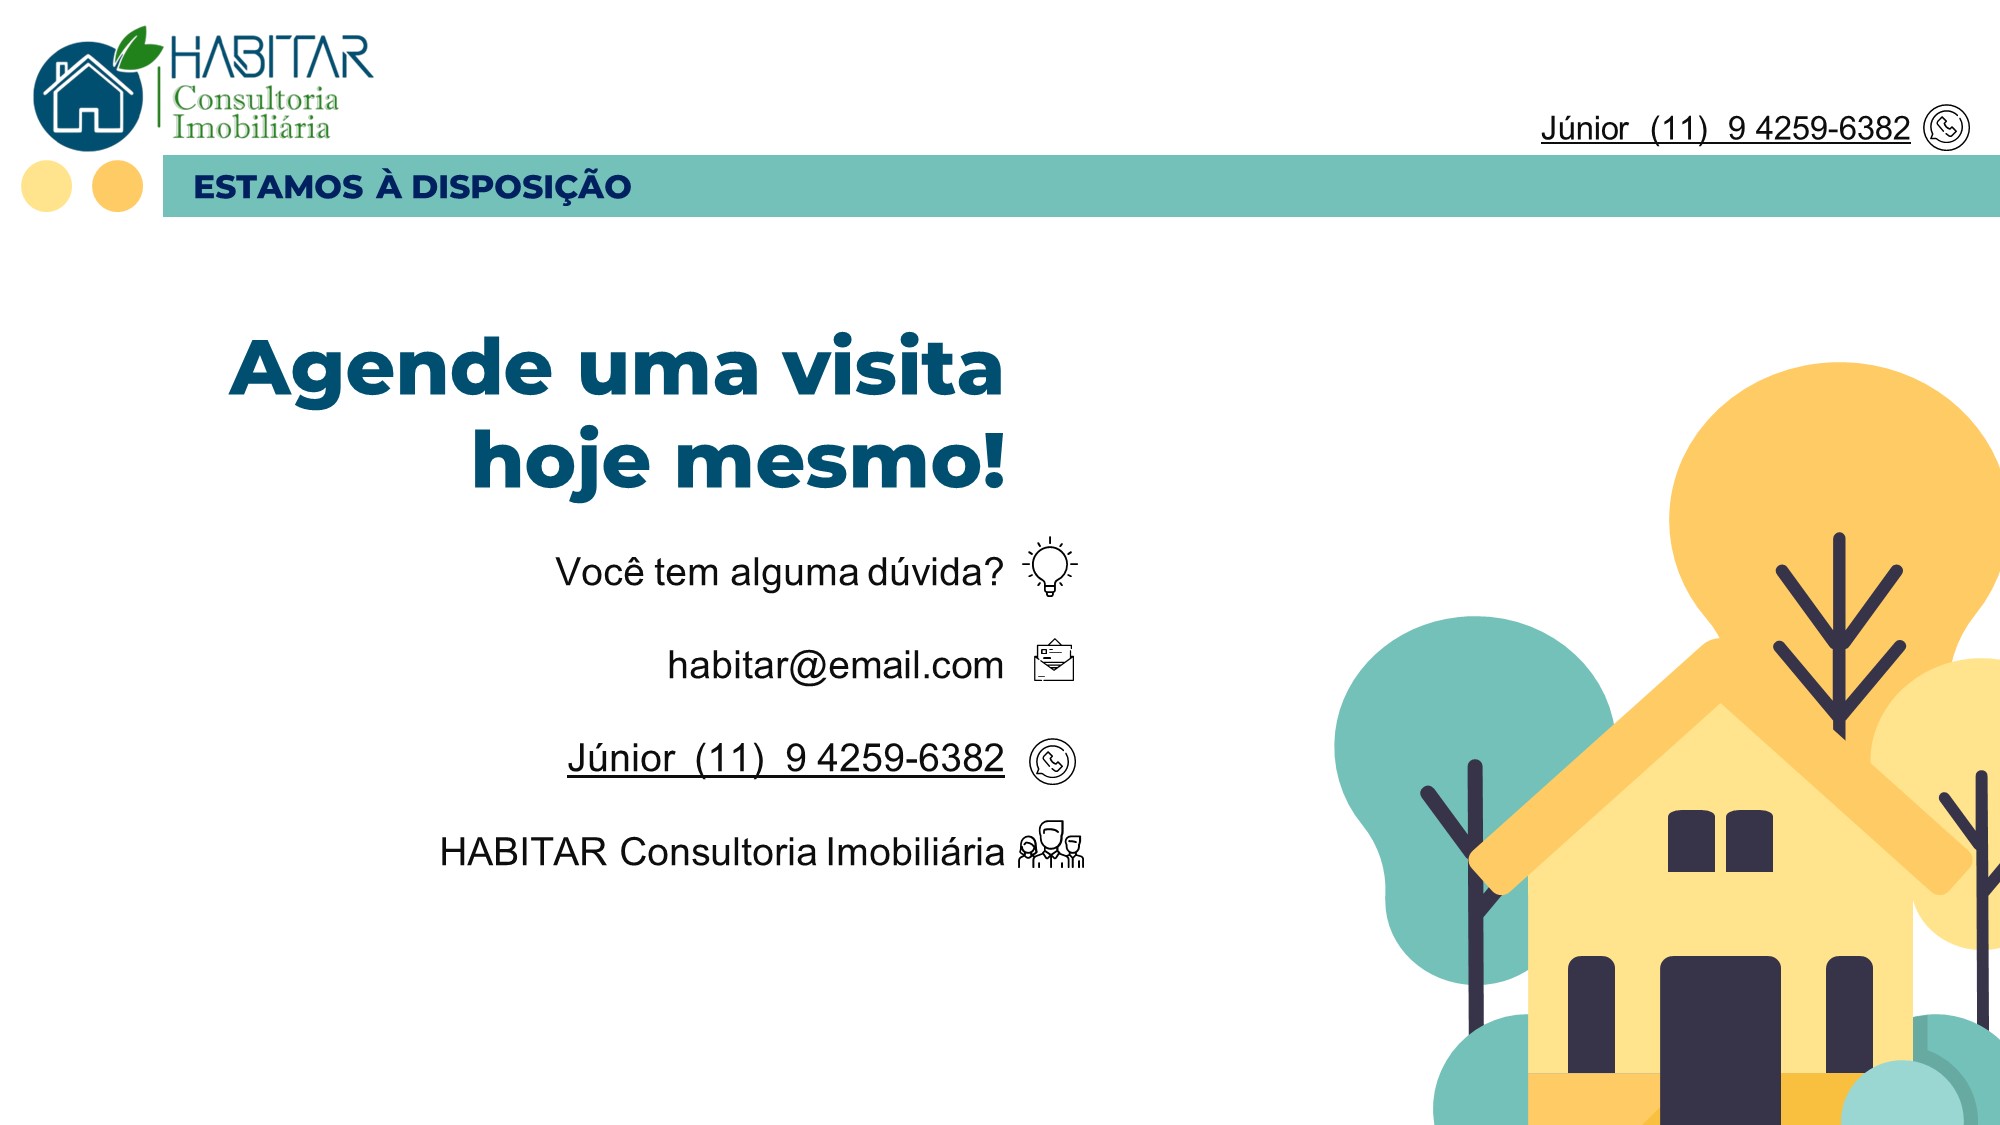 HABITAR
Consultoria
Imobiliária
Júnior (11) 9 4259-6382
ESTAMOS À DISPOSIÇÃO
Agende uma visita
hoje mesmo!
Você tem alguma dúvida?
habitar@email.com
Júnior (11) 9 4259-6382
HABITAR Consultoria Imobiliária